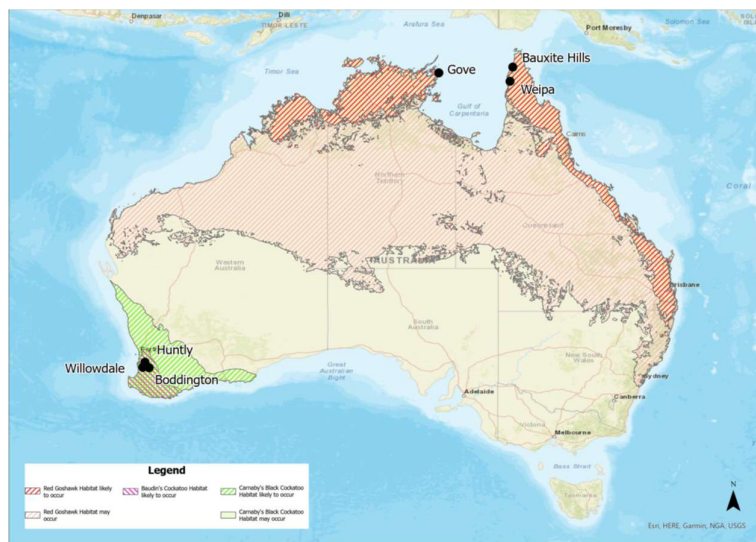 Denpasar
Dili
TIMOR-LESTE
Arafura Sea
Port Moresby
Solomon Sea
Timor Sea
Gove
Bauxite Hills
Weipa
Gulf of
Carpentaria
Cairns
Northern
Territory
Coral
Queensland
AUSTRALIA
Western
Australia
Brisbane
South
Australia
Huntly
Willowdale
Boddington
Great
Australian
Bight
New South
Wales
Sydney
Adelaide
Canberra
Victoria
Melbourne
Bass Strait
Tasmania
Legend
Red Goshawk Habitat likely
to occur
Baudin's Cockatoo Habitat
likely to occur
Carnaby's Black Cockatoo
Habitat likely to occur
Red Goshawk Habitat may
occur
Carnaby's Black Cockatoo
Habitat may occur
N
Esri, HERE, Garmin, NGA, USGS